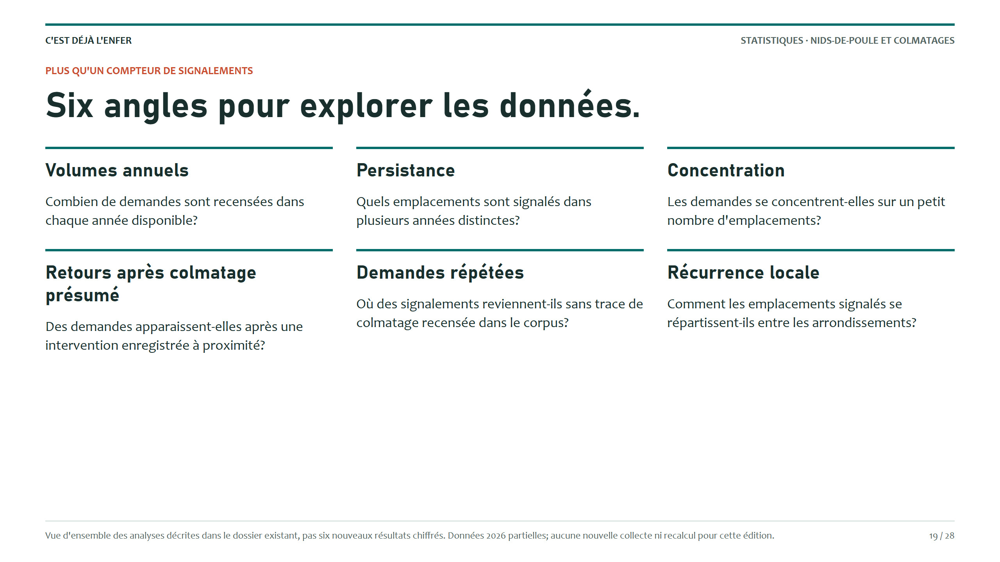 C'EST DÉJÀ L'ENFER
STATISTIQUES · NIDS-DE-POULE ET COLMATAGES
PLUS QU'UN COMPTEUR DE SIGNALEMENTS
Six angles pour explorer les données.
Volumes annuels
Combien de demandes sont recensées dans
chaque année disponible?
Persistance
Quels emplacements sont signalés dans
plusieurs années distinctes?
Concentration
Les demandes se concentrent-elles sur un petit
nombre d'emplacements?
Retours après colmatage
présumé
Des demandes apparaissent-elles après une
intervention enregistrée à proximité?
Demandes répétées
Où des signalements reviennent-ils sans trace de
colmatage recensée dans le corpus?
Récurrence locale
Comment les emplacements signalés se
répartissent-ils entre les arrondissements?
Vue d'ensemble des analyses décrites dans le dossier existant, pas six nouveaux résultats chiffrés. Données 2026 partielles; aucune nouvelle collecte ni recalcul pour cette édition.
19 / 28